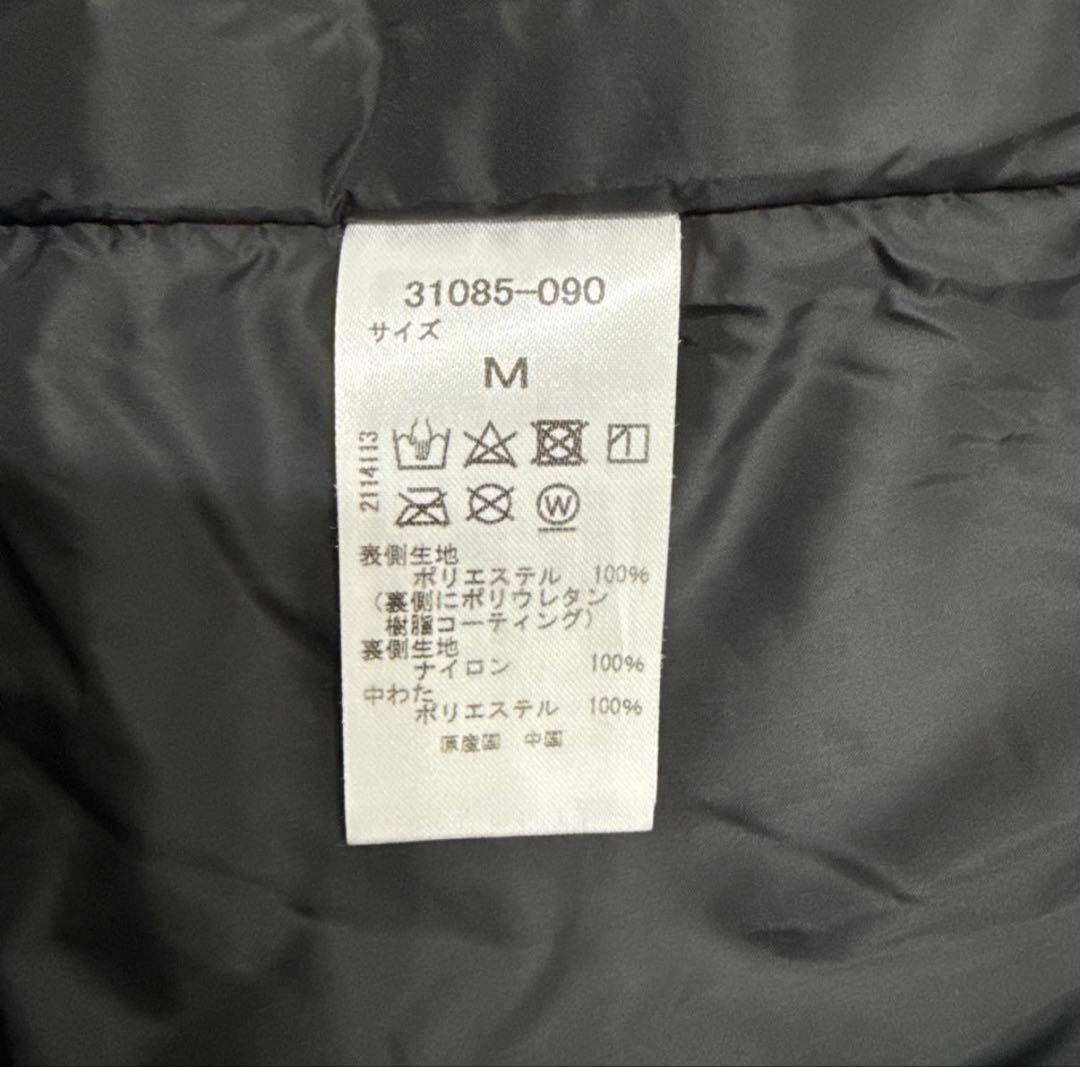 31085-090
サイズ
M
2114113
W
表側生地
ポリエステル 100%
(裏側にポリウレタン
樹脂コーティング)
裏側生地
ナイロン 100%
中わた
ポリエステル 100%
原産国 中国